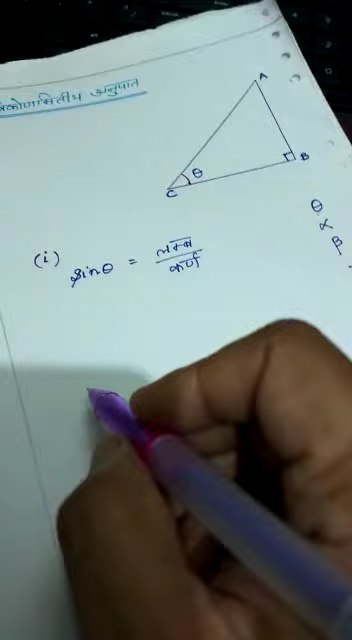 त्रिकोणमितीय अनुपात
A
B
θ
C
θ
α
β
(i) sinθ = लम्ब / कर्ण